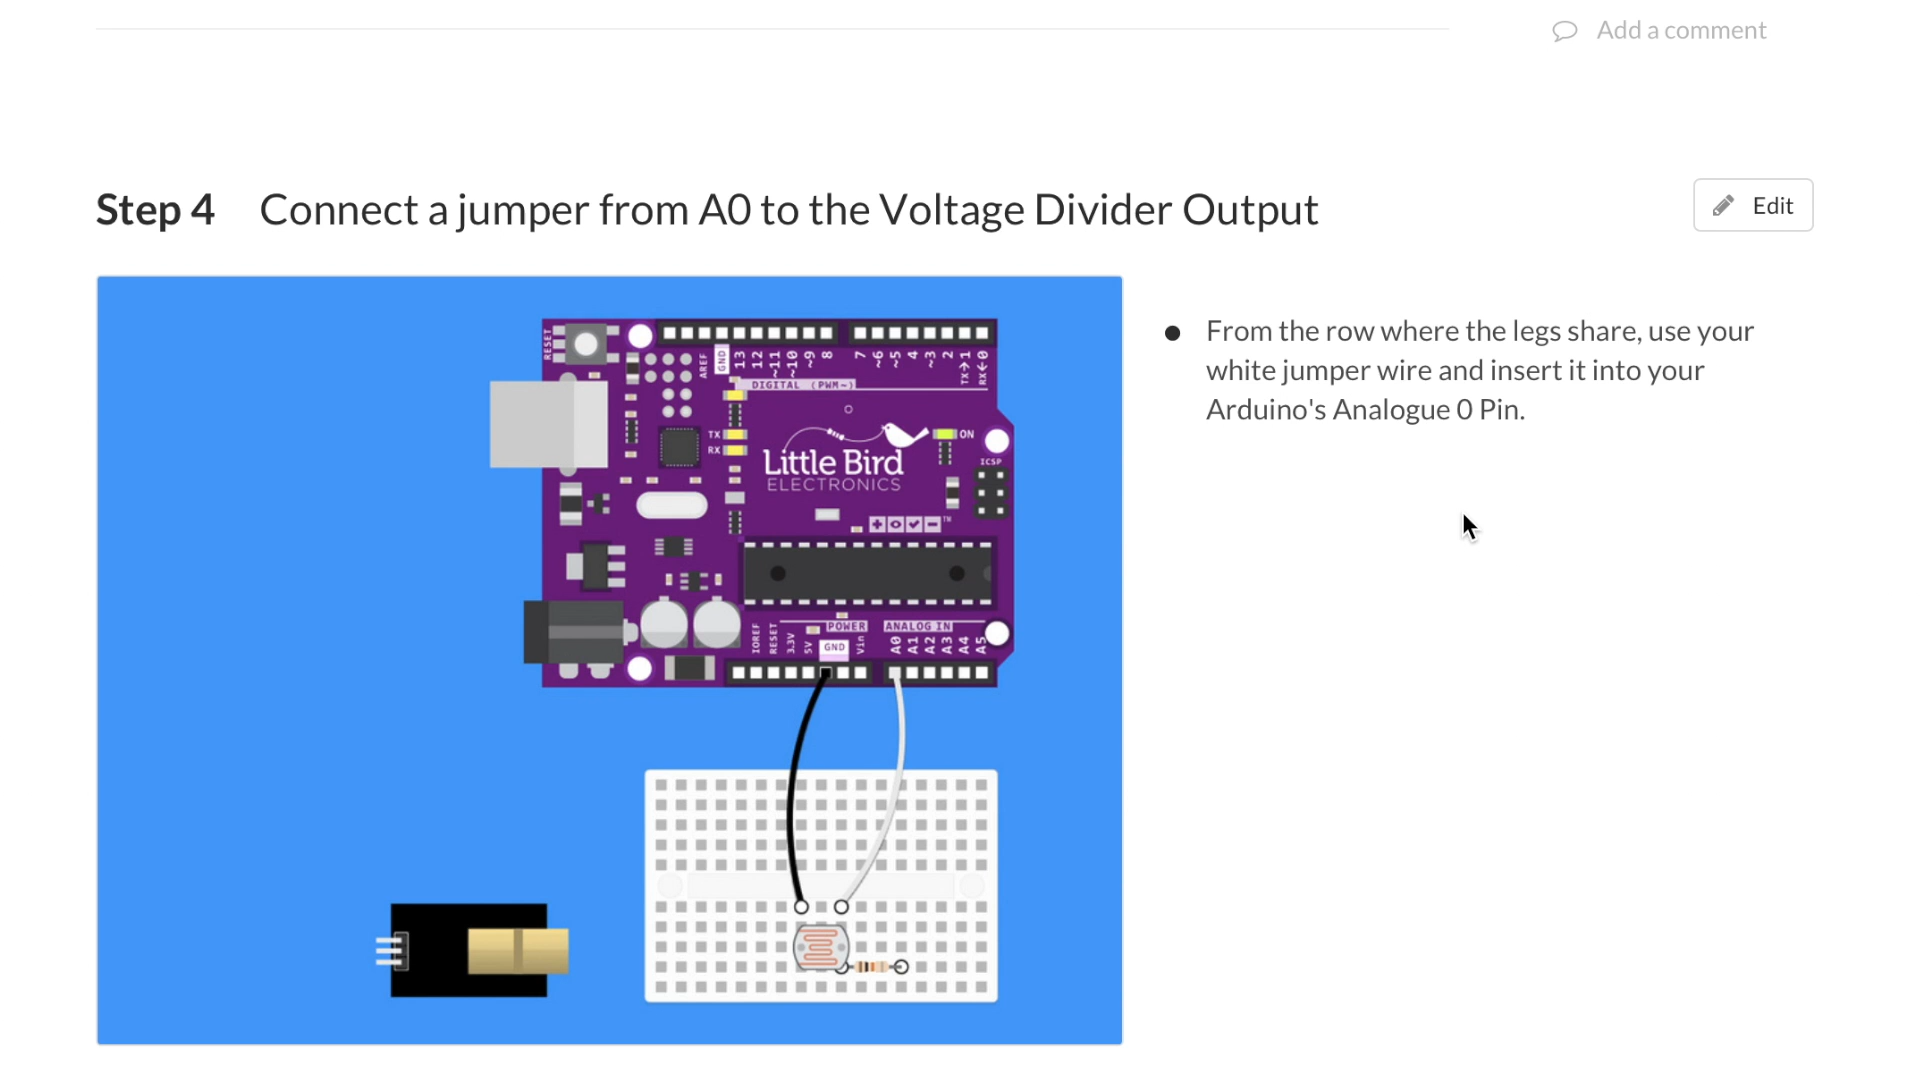 Add a comment
Step 4 Connect a jumper from A0 to the Voltage Divider Output
Edit
From the row where the legs share, use your
white jumper wire and insert it into your
Arduino's Analogue 0 Pin.
RESET
AREF
GND
13
12
~11
~10
~9
8
7
~6
~5
4
~3
2
TX→1
RX←0
DIGITAL (PWM~)
TX
RX
ON
Little Bird
ELECTRONICS
ICSP
TM
POWER
ANALOG IN
IOREF
RESET
3.3V
5V
GND
Vin
A0
A1
A2
A3
A4
A5